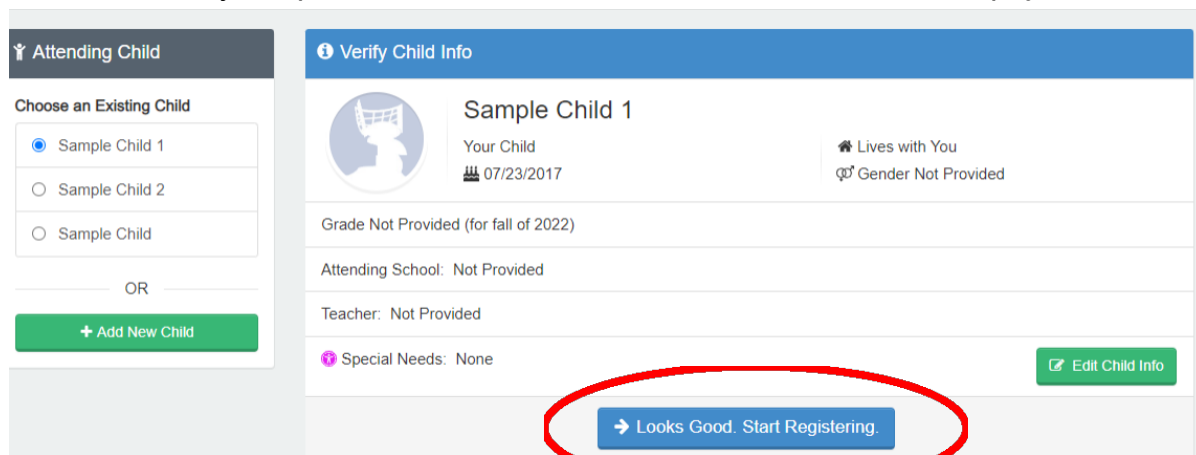 Attending Child
Choose an Existing Child
Sample Child 1
Sample Child 2
Sample Child
OR
+ Add New Child
Verify Child Info
Sample Child 1
Your Child
07/23/2017
Lives with You
Gender Not Provided
Grade Not Provided (for fall of 2022)
Attending School: Not Provided
Teacher: Not Provided
Special Needs: None
Edit Child Info
Looks Good. Start Registering.